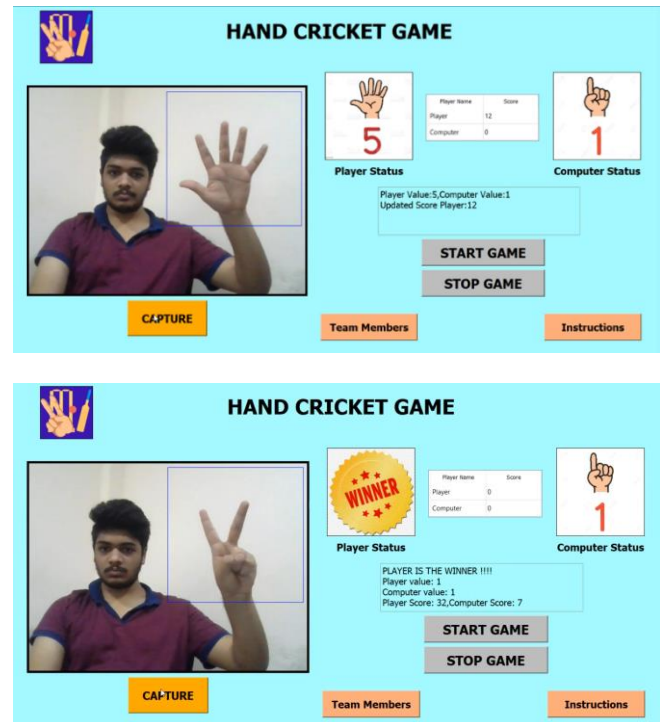 HAND CRICKET GAME
5
Player Name Score
Player 12
Computer 0
1
Player Status
Computer Status
Player Value:5,Computer Value:1
Updated Score Player:12
START GAME
STOP GAME
CAPTURE
Team Members
Instructions
HAND CRICKET GAME
WINNER
Player Name Score
Player 0
Computer 0
1
Player Status
Computer Status
PLAYER IS THE WINNER !!!!
Player value: 1
Computer value: 1
Player Score: 32,Computer Score: 7
START GAME
STOP GAME
CAPTURE
Team Members
Instructions